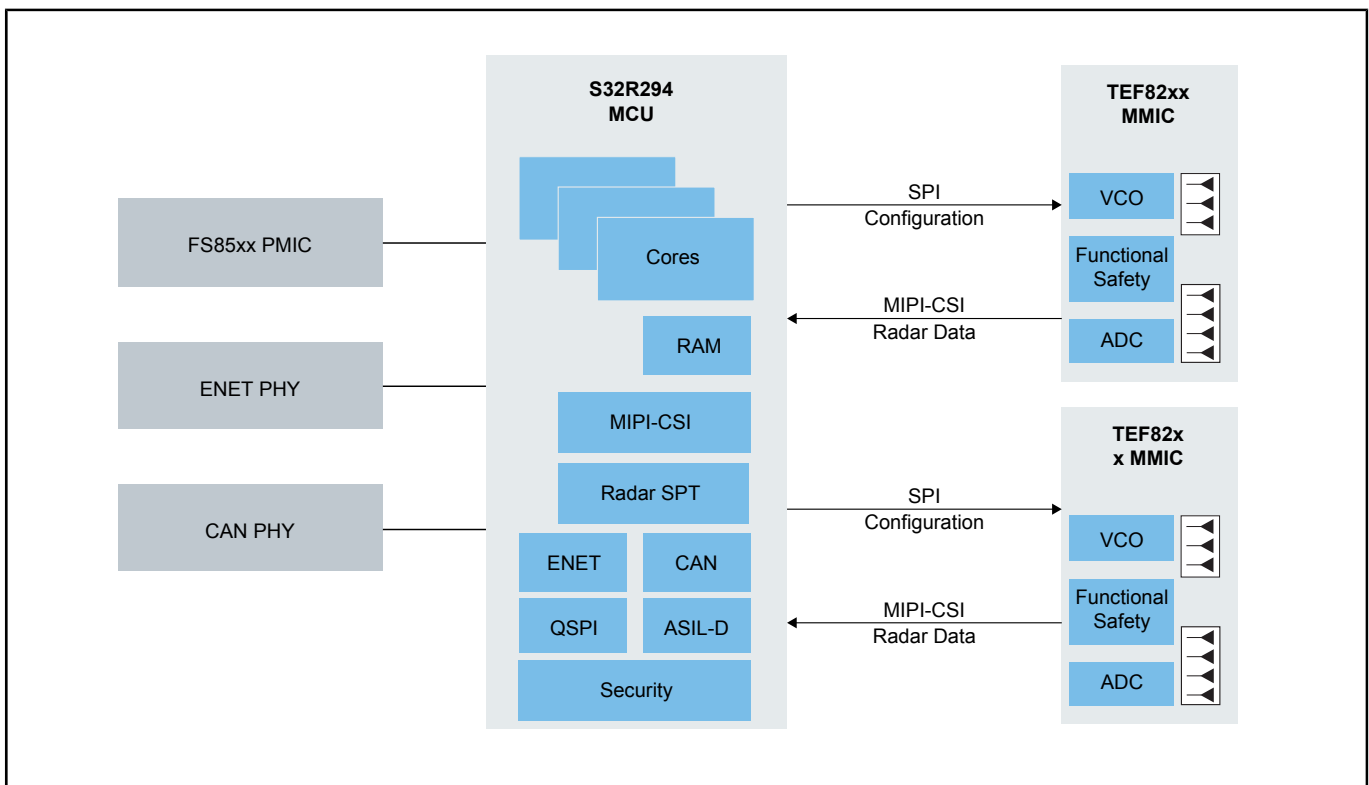 S32R294
MCU
Cores
RAM
MIPI-CSI
Radar SPT
ENET
CAN
QSPI
ASIL-D
Security
FS85xx PMIC
ENET PHY
CAN PHY
SPI
Configuration
MIPI-CSI
Radar Data
SPI
Configuration
MIPI-CSI
Radar Data
TEF82xx
MMIC
VCO
Functional
Safety
ADC
TEF82x
x MMIC
VCO
Functional
Safety
ADC